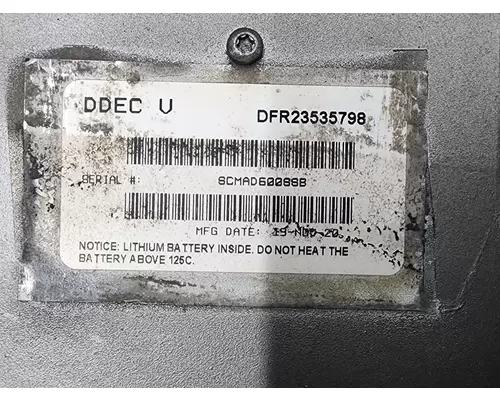 DDEC V
DFR23535798
SERIAL #:
MFG DATE:
NOTICE: LITHIUM BATTERY INSIDE. DO NOT HEAT THE
BATTERY ABOVE 125C.